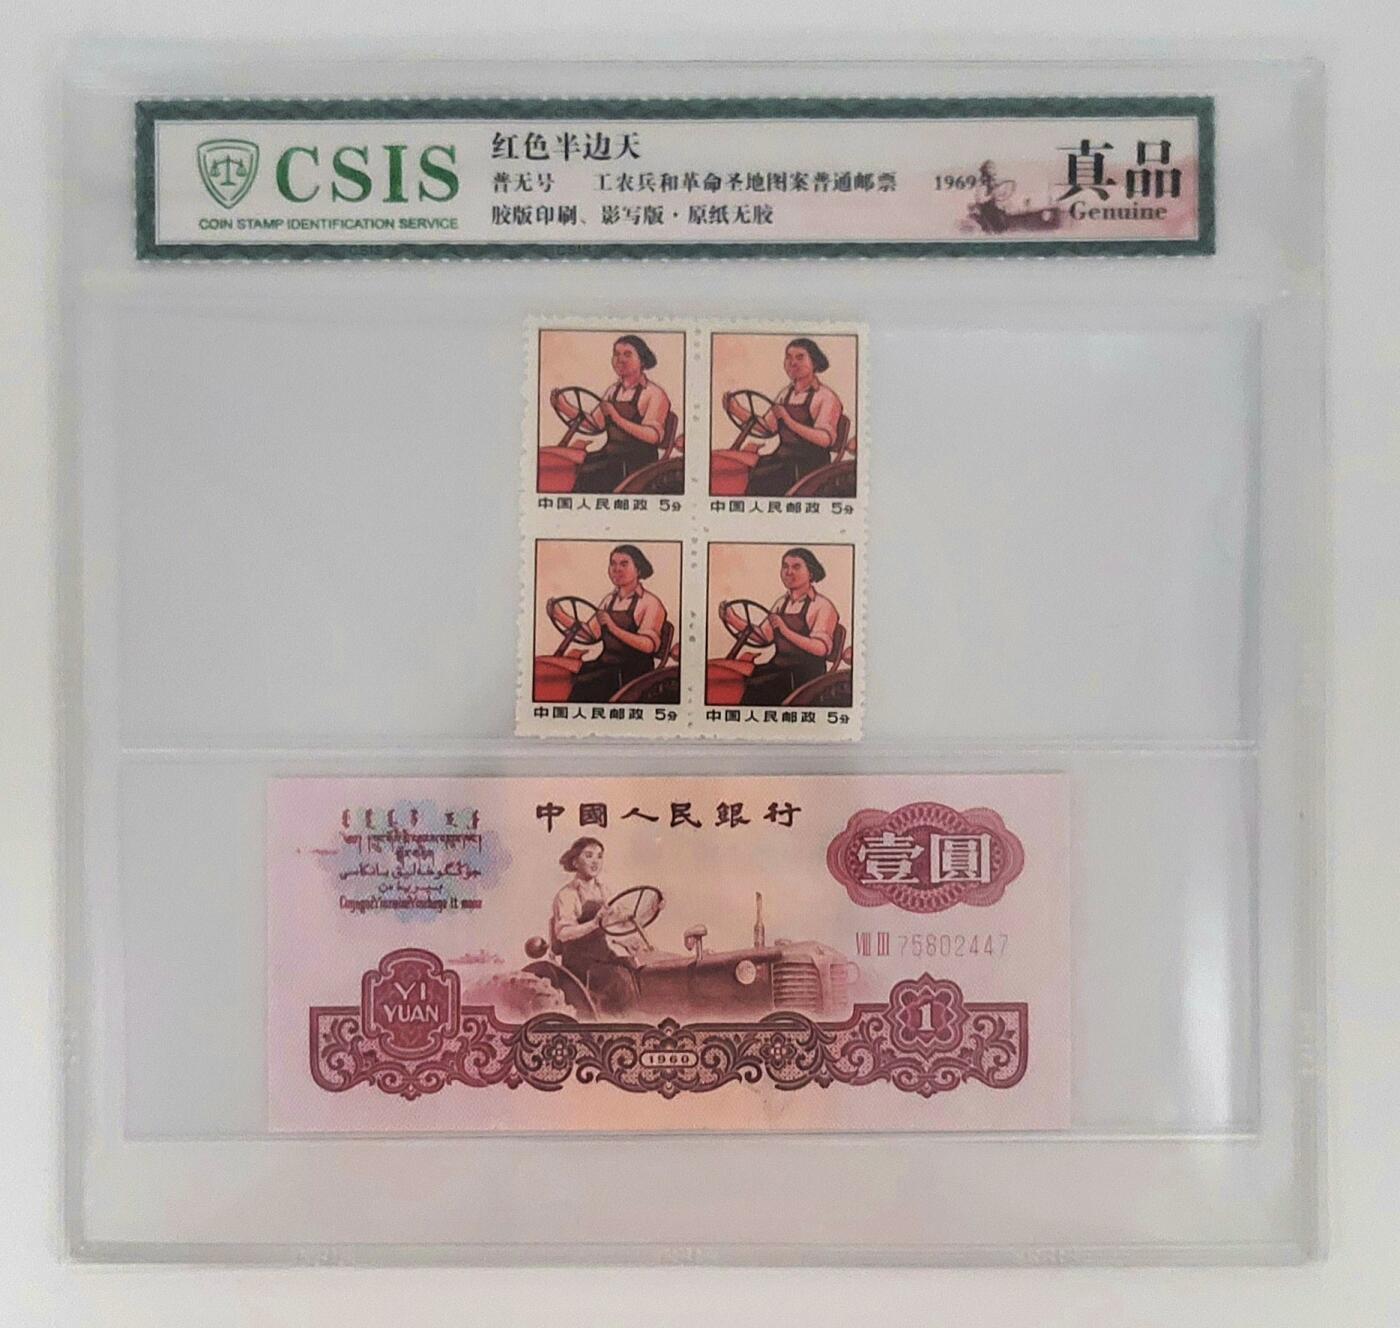 CSIS
COIN STAMP IDENTIFICATION SERVICE
红色半边天
普无号 工农兵和革命圣地图案普通邮票 1969年
胶版印刷、影写版·原纸无胶
真品
Genuine
中国人民邮政 5分
中国人民邮政 5分
中国人民邮政 5分
中国人民邮政 5分
中國人民銀行
壹圓
VIII III 75802447
YI
YUAN
1960
1